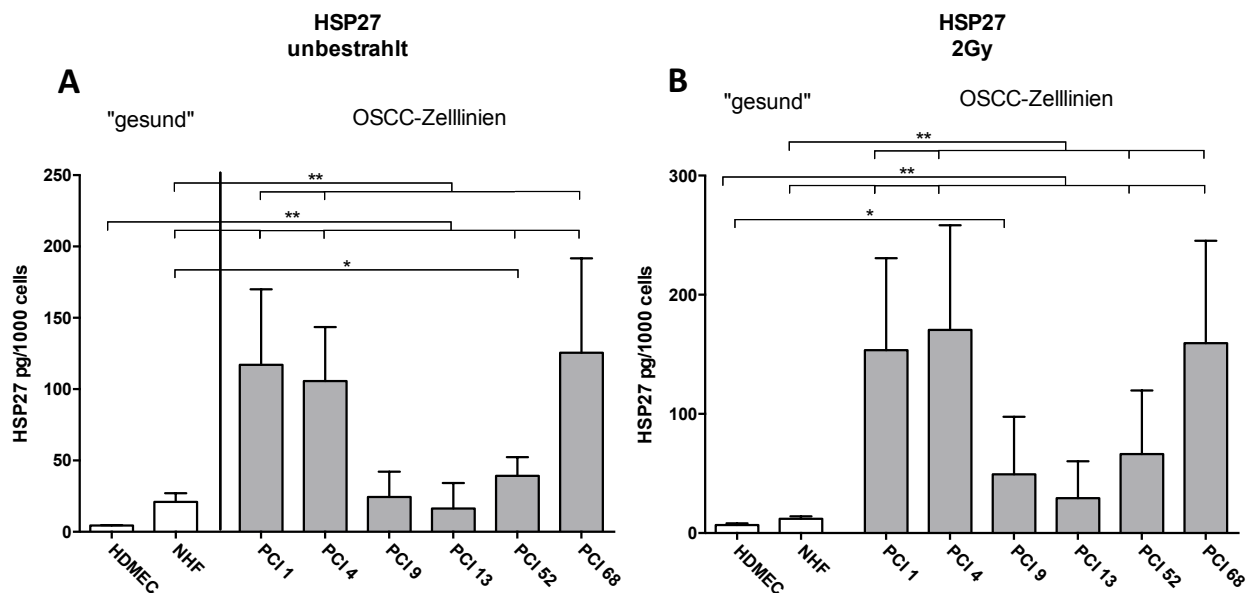 HSP27
unbestrahlt
A
"gesund"
OSCC-Zelllinien
**
**
*
250
200
150
100
50
0
HSP27 pg/1000 cells
HDMEC
NHF
PCI 1
PCI 4
PCI 9
PCI 13
PCI 52
PCI 68
HSP27
2Gy
B
"gesund"
OSCC-Zelllinien
**
**
*
300
200
100
0
HSP27 pg/1000 cells
HDMEC
NHF
PCI 1
PCI 4
PCI 9
PCI 13
PCI 52
PCI 68